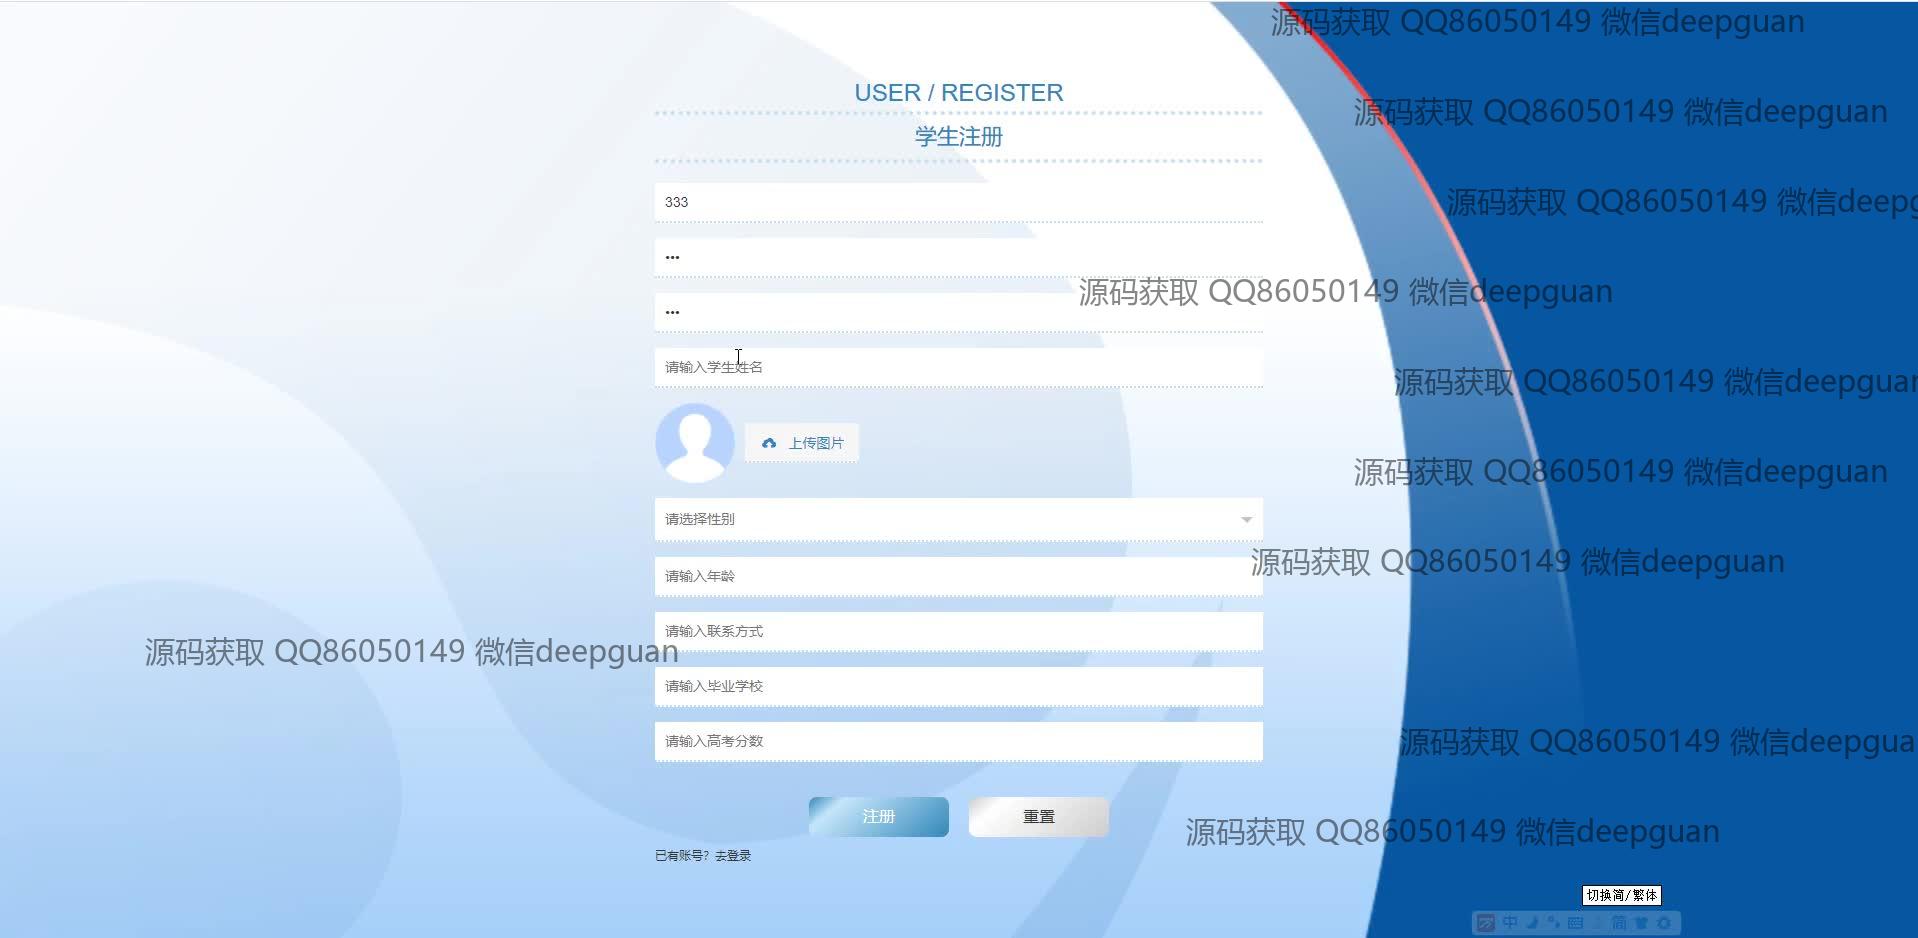 源码获取 QQ86050149 微信deepguan
USER / REGISTER
源码获取 QQ86050149 微信deepguan
学生注册
333
源码获取 QQ86050149 微信deepg
•••
源码获取 QQ86050149 微信deepguan
•••
请输入学生姓名
源码获取 QQ86050149 微信deepguan
上传图片
源码获取 QQ86050149 微信deepguan
请选择性别
源码获取 QQ86050149 微信deepguan
请输入年龄
请输入联系方式
源码获取 QQ86050149 微信deepguan
请输入毕业学校
请输入高考分数
源码获取 QQ86050149 微信deepgua
注册 重置
源码获取 QQ86050149 微信deepguan
已有账号？去登录
切换简/繁体
中 简